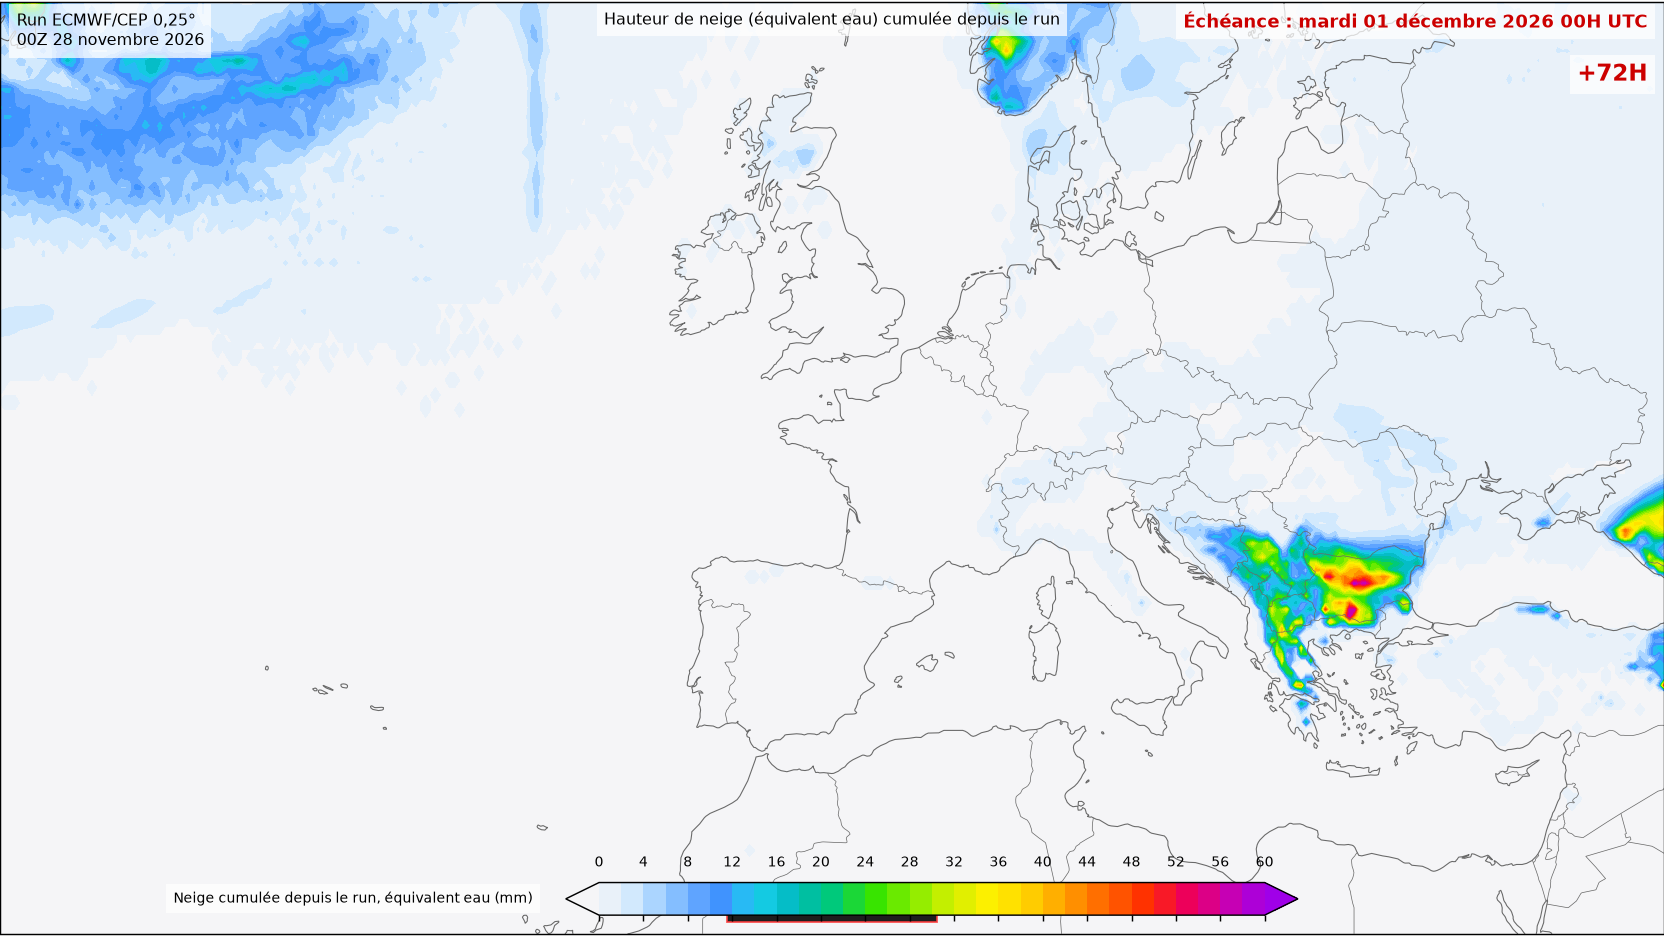 Run ECMWF/CEP 0,25°
00Z 28 novembre 2026
Hauteur de neige (équivalent eau) cumulée depuis le run
Échéance : mardi 01 décembre 2026 00H UTC
+72H
0 4 8 12 16 20 24 28 32 36 40 44 48 52 56 60
Neige cumulée depuis le run, équivalent eau (mm)